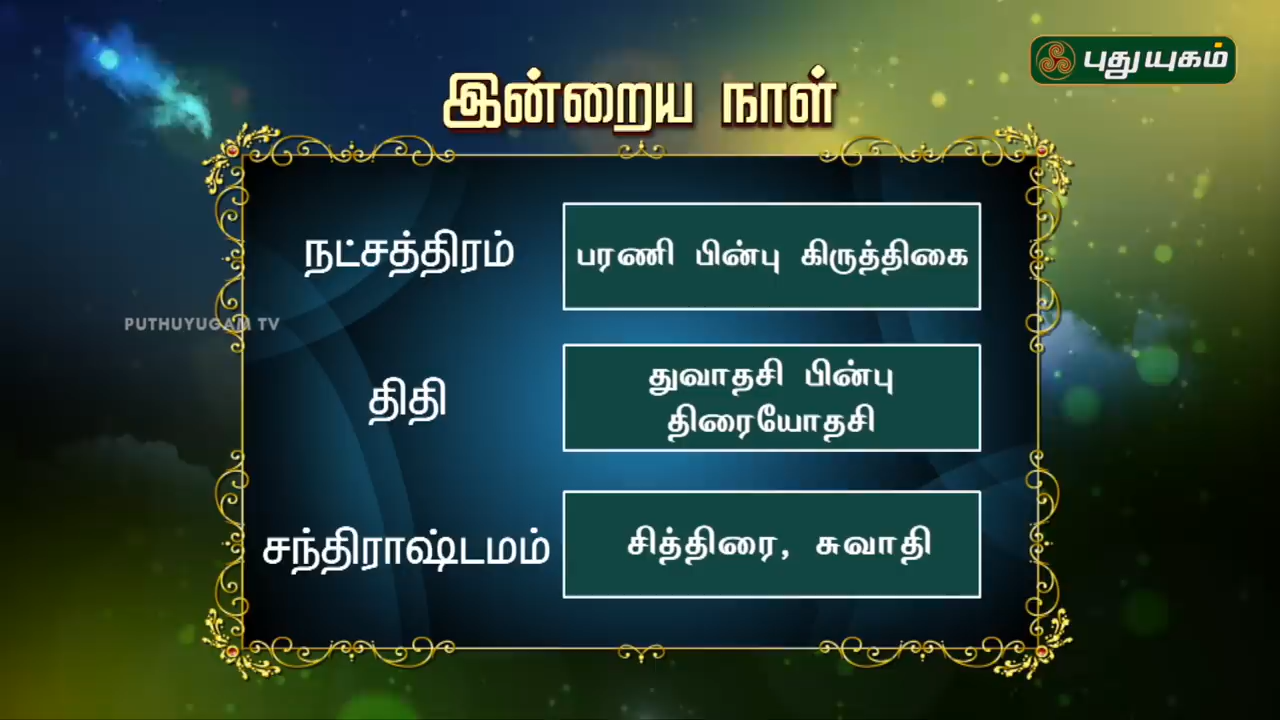 புதுயுகம்
இன்றைய நாள்
நட்சத்திரம்
பரணி பின்பு கிருத்திகை
PUTHUYUGAM TV
திதி
துவாதசி பின்பு
திரையோதசி
சந்திராஷ்டமம்
சித்திரை, சுவாதி